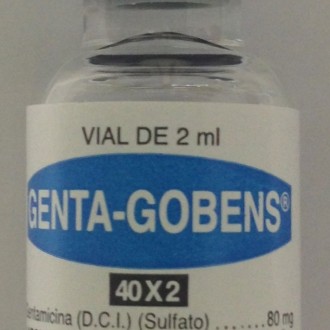 VIAL DE 2 ml
GENTA-GOBENS®
40 X 2
(D.C.I.) (Sulfato) ....... 80 mg